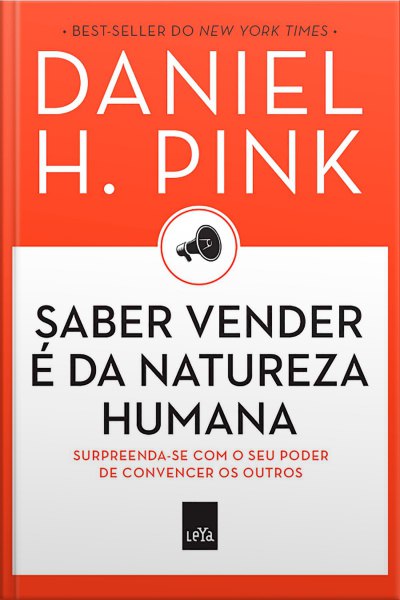 • BEST-SELLER DO NEW YORK TIMES •
DANIEL
H. PINK
SABER VENDER
É DA NATUREZA
HUMANA
SURPREENDA-SE COM O SEU PODER
DE CONVENCER OS OUTROS
LeYa